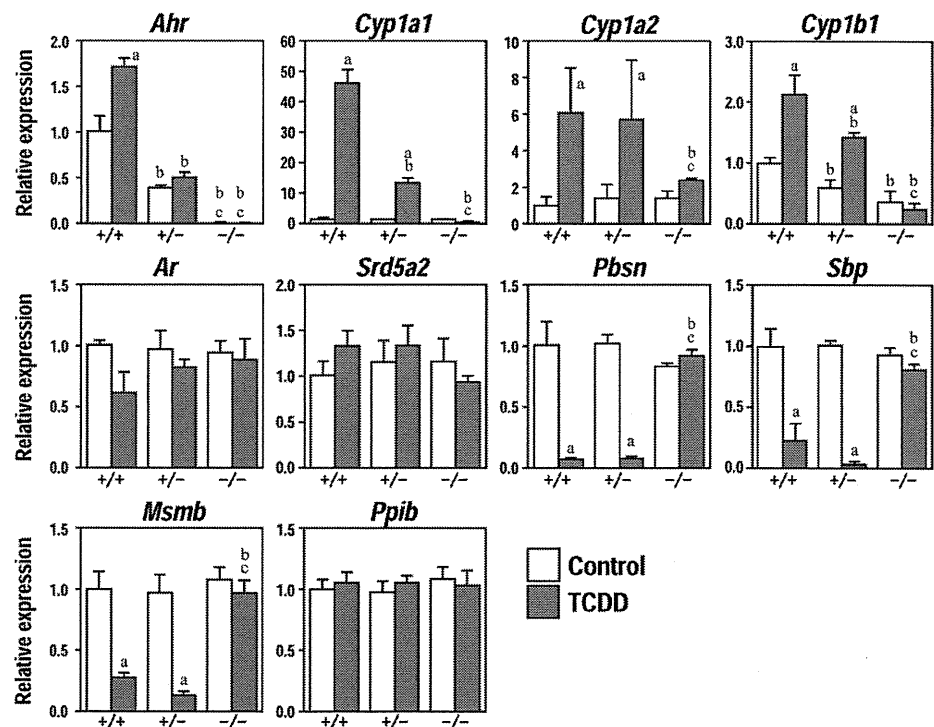 Ahr Cyp1a1 Cyp1a2 Cyp1b1
Relative expression
2.0 1.5 1.0 0.5 0.0
a b b b c b c
+/+ +/− −/−
60 50 40 30 20 10 0
a a b b c
+/+ +/− −/−
10 8 6 4 2 0
a a b c
+/+ +/− −/−
3.0 2.0 1.0 0.0
a b a b b b c
+/+ +/− −/−
Ar Srd5a2 Pbsn Sbp
Relative expression
1.5 1.0 0.5 0.0
+/+ +/− −/−
2.0 1.5 1.0 0.5 0.0
+/+ +/− −/−
1.5 1.0 0.5 0.0
a a b c
+/+ +/− −/−
1.5 1.0 0.5 0.0
a a b c
+/+ +/− −/−
Msmb Ppib
Relative expression
1.5 1.0 0.5 0.0
a a b c
+/+ +/− −/−
1.5 1.0 0.5 0.0
+/+ +/− −/−
Control
TCDD